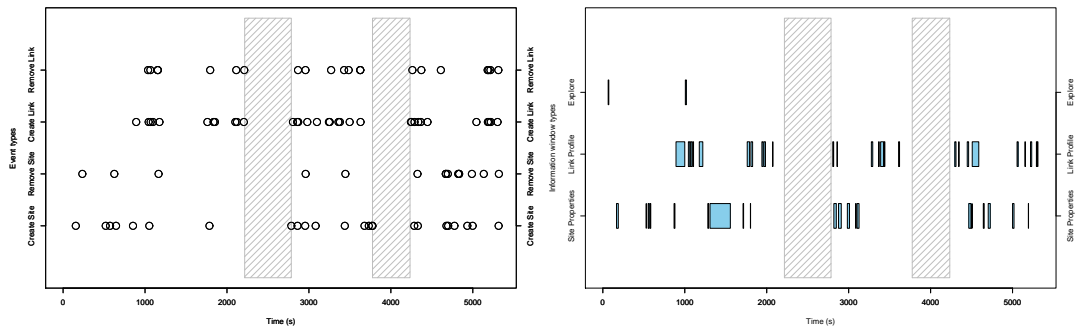 Event types
Remove Link
Create Link
Remove Site
Create Site
Remove Link
Create Link
Remove Site
Create Site
0 1000 2000 3000 4000 5000
Time (s)
Information window types
Explore
Link Profile
Site Properties
Explore
Link Profile
Site Properties
0 1000 2000 3000 4000 5000
Time (s)